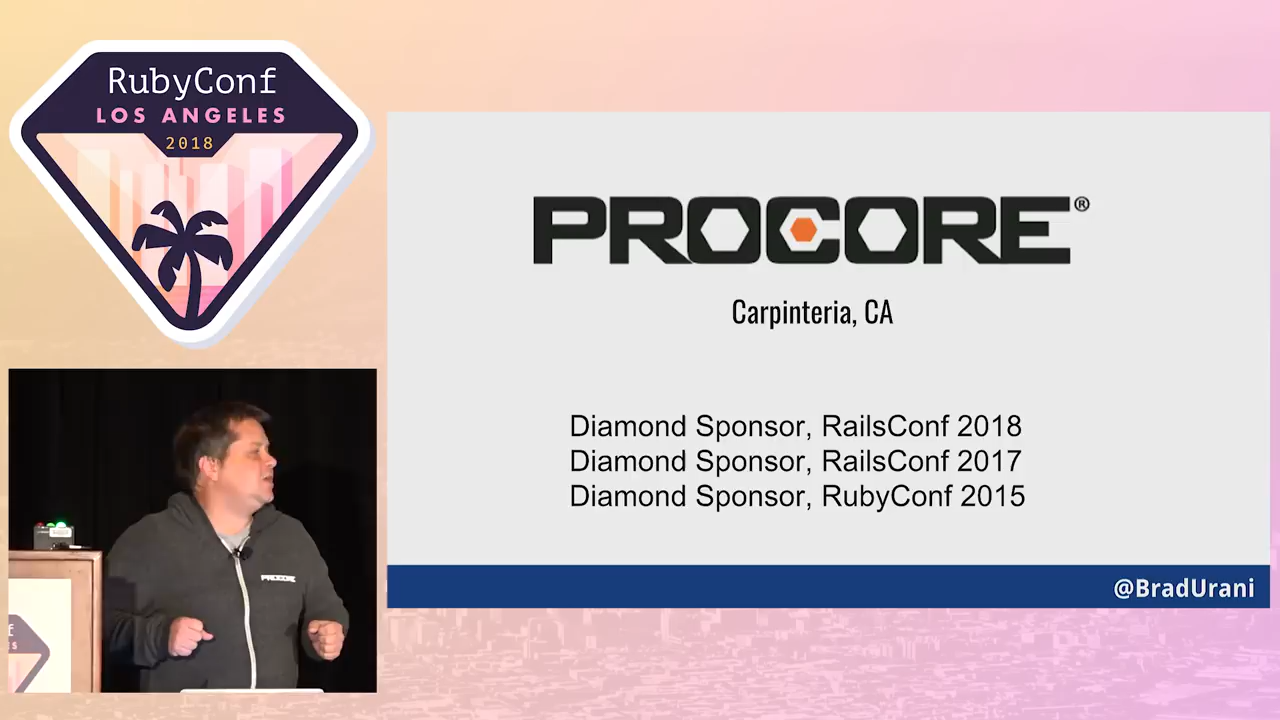 RubyConf
LOS ANGELES
2018
PROCORE®
Carpinteria, CA
Diamond Sponsor, RailsConf 2018
Diamond Sponsor, RailsConf 2017
Diamond Sponsor, RubyConf 2015
@BradUrani
PROCORE